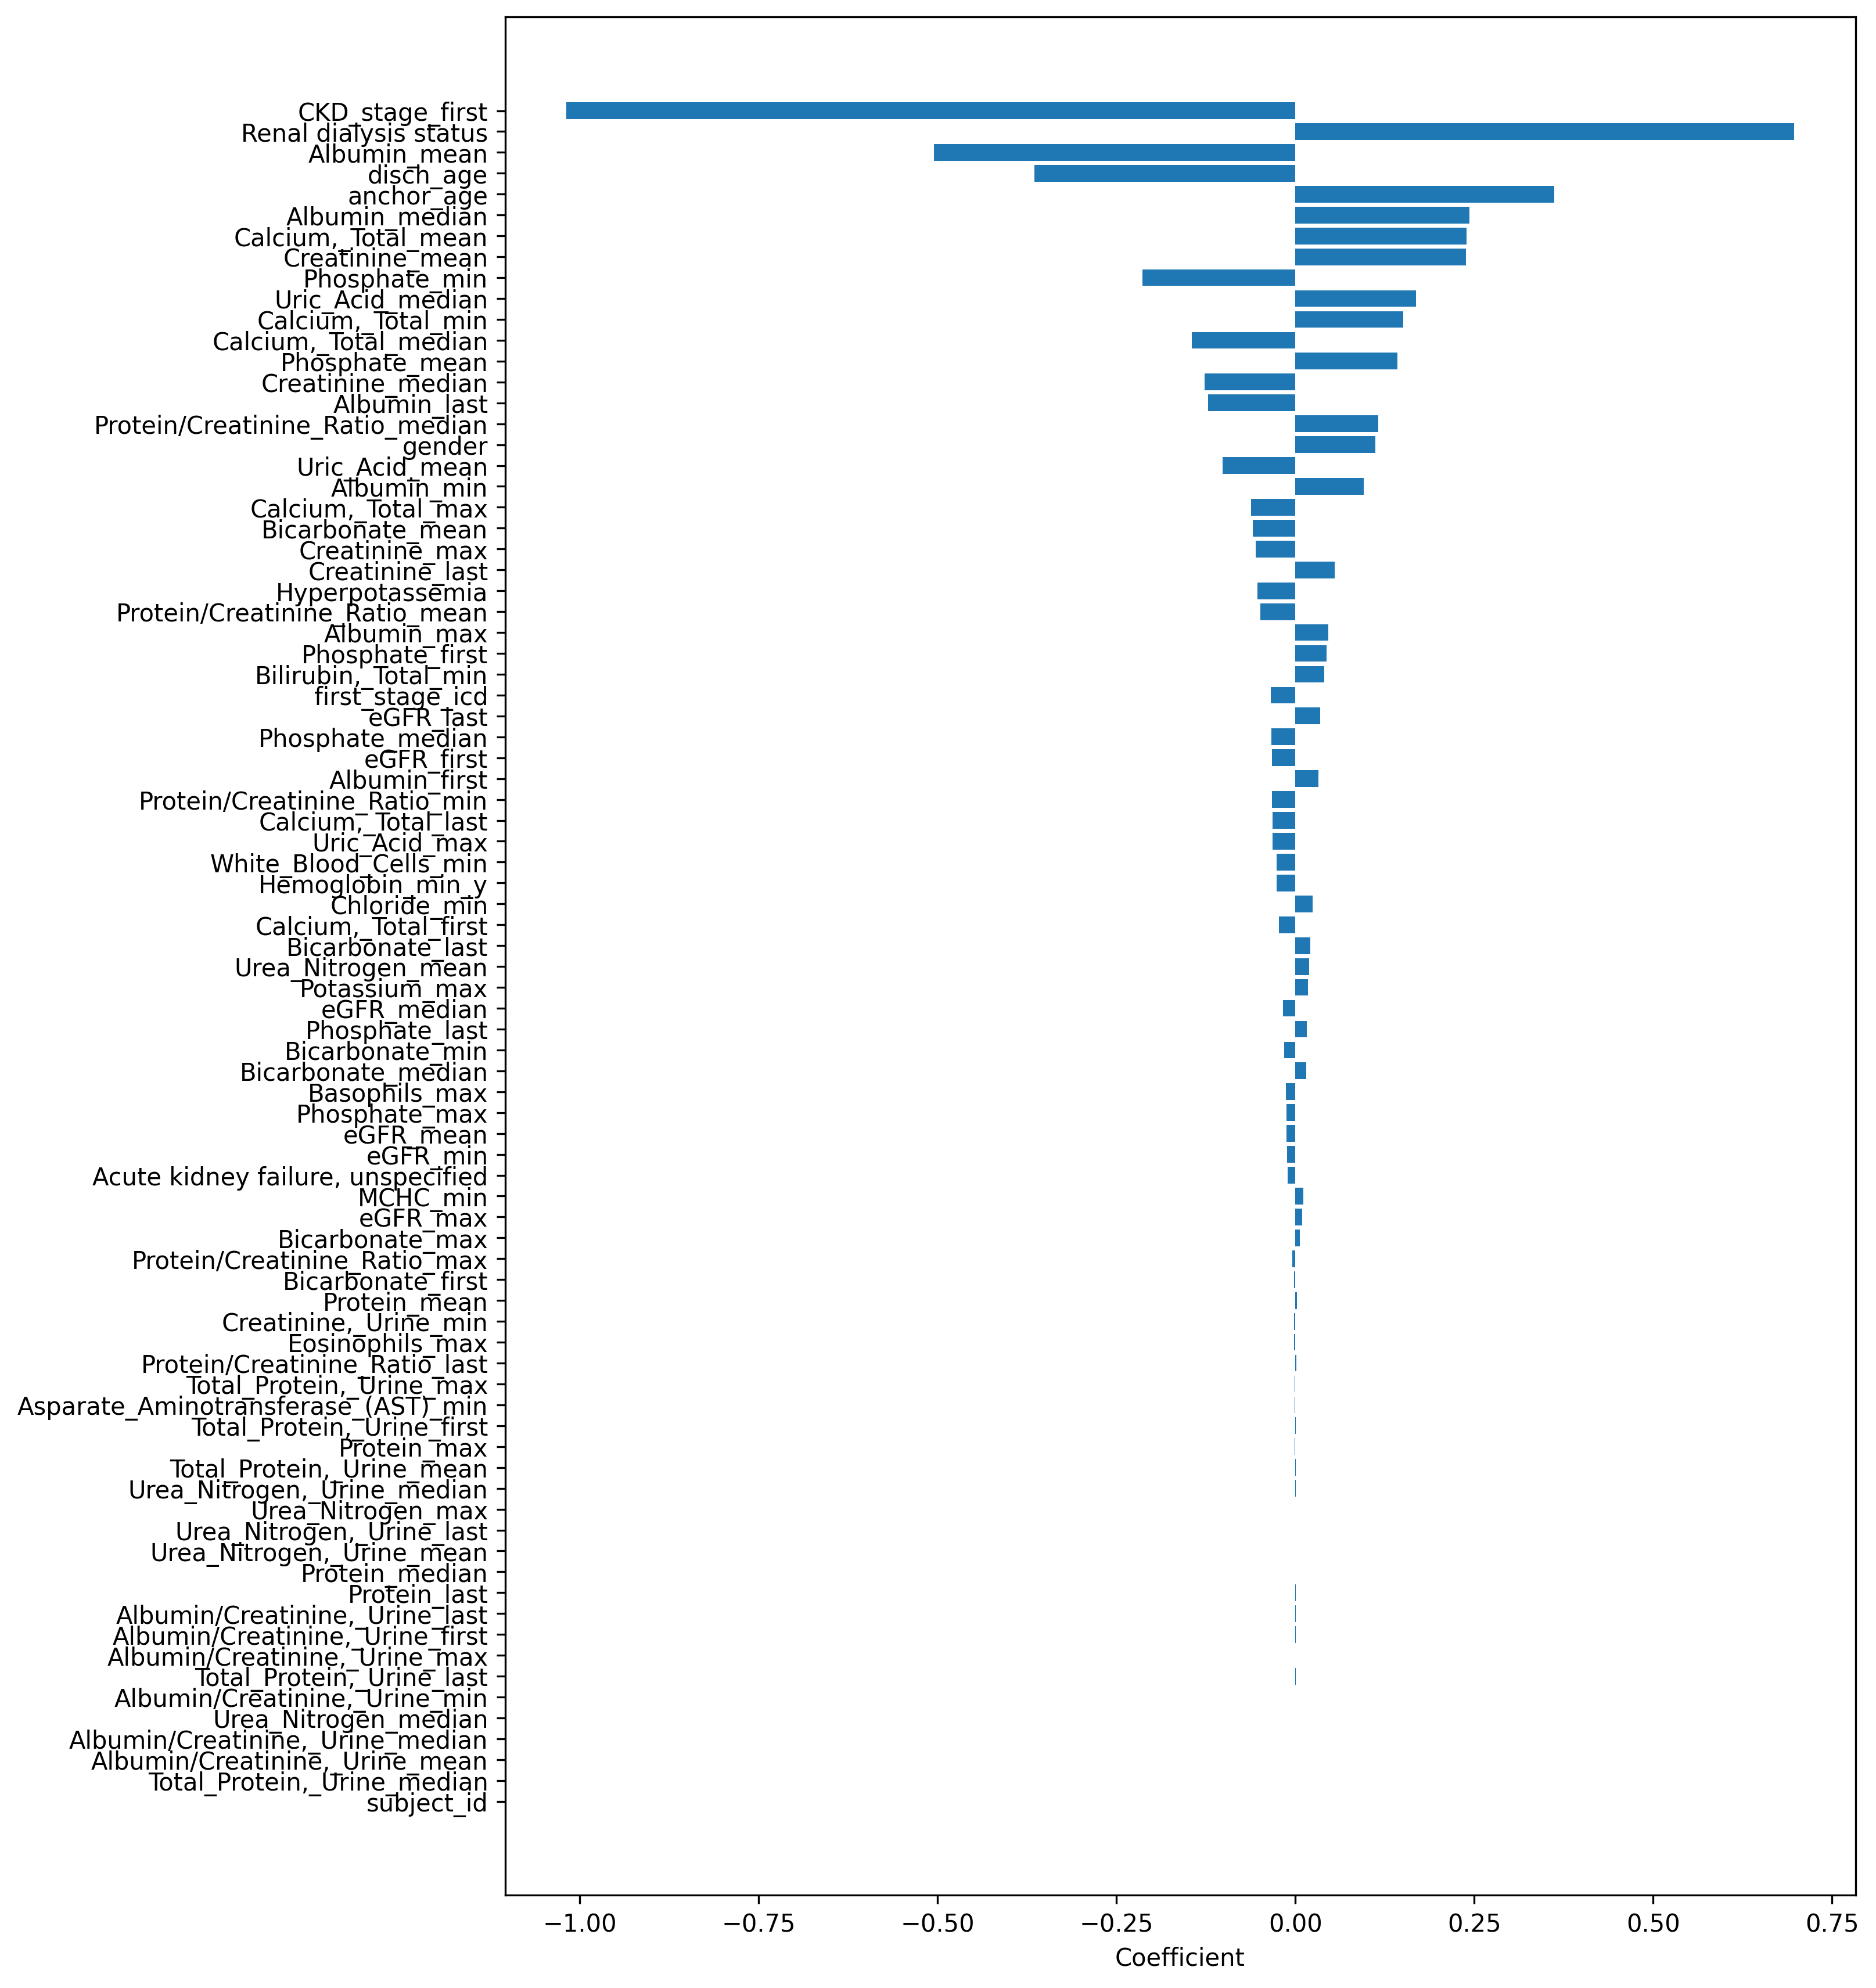 CKD_stage_first
Renal dialysis status
Albumin_mean
disch_age
anchor_age
Albumin_median
Calcium,_Total_mean
Creatinine_mean
Phosphate_min
Uric_Acid_median
Calcium,_Total_min
Calcium,_Total_median
Phosphate_mean
Creatinine_median
Albumin_last
Protein/Creatinine_Ratio_median
gender
Uric_Acid_mean
Albumin_min
Calcium,_Total_max
Bicarbonate_mean
Creatinine_max
Creatinine_last
Hyperpotassemia
Protein/Creatinine_Ratio_mean
Albumin_max
Phosphate_first
Bilirubin,_Total_min
first_stage_icd
eGFR_last
Phosphate_median
eGFR_first
Albumin_first
Protein/Creatinine_Ratio_min
Calcium,_Total_last
Uric_Acid_max
White_Blood_Cells_min
Hemoglobin_min_y
Chloride_min
Calcium,_Total_first
Bicarbonate_last
Urea_Nitrogen_mean
Potassium_max
eGFR_median
Phosphate_last
Bicarbonate_min
Bicarbonate_median
Basophils_max
Phosphate_max
eGFR_mean
eGFR_min
Acute kidney failure, unspecified
MCHC_min
eGFR_max
Bicarbonate_max
Protein/Creatinine_Ratio_max
Bicarbonate_first
Protein_mean
Creatinine,_Urine_min
Eosinophils_max
Protein/Creatinine_Ratio_last
Total_Protein,_Urine_max
Asparate_Aminotransferase_(AST)_min
Total_Protein,_Urine_first
Protein_max
Total_Protein,_Urine_mean
Urea_Nitrogen,_Urine_median
Urea_Nitrogen_max
Urea_Nitrogen,_Urine_last
Urea_Nitrogen,_Urine_mean
Protein_median
Protein_last
Albumin/Creatinine,_Urine_last
Albumin/Creatinine,_Urine_first
Albumin/Creatinine,_Urine_max
Total_Protein,_Urine_last
Albumin/Creatinine,_Urine_min
Urea_Nitrogen_median
Albumin/Creatinine,_Urine_median
Albumin/Creatinine,_Urine_mean
Total_Protein,_Urine_median
subject_id
−1.00 −0.75 −0.50 −0.25 0.00 0.25 0.50 0.75
Coefficient